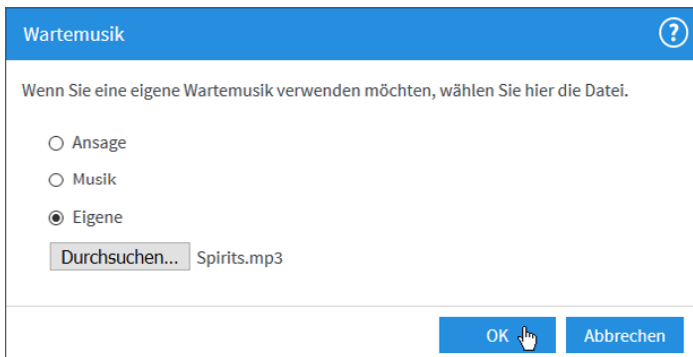 Wartemusik
?
Wenn Sie eine eigene Wartemusik verwenden möchten, wählen Sie hier die Datei.
Ansage
Musik
Eigene
Durchsuchen... Spirits.mp3
OK Abbrechen